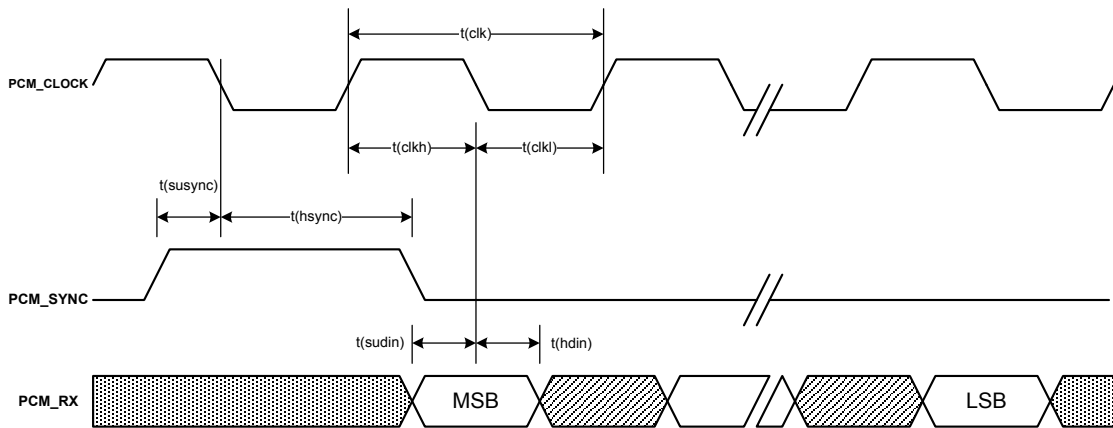 t(clk)
PCM_CLOCK
t(clkh)
t(clkl)
t(susync)
t(hsync)
PCM_SYNC
t(sudin)
t(hdin)
PCM_RX
MSB
LSB